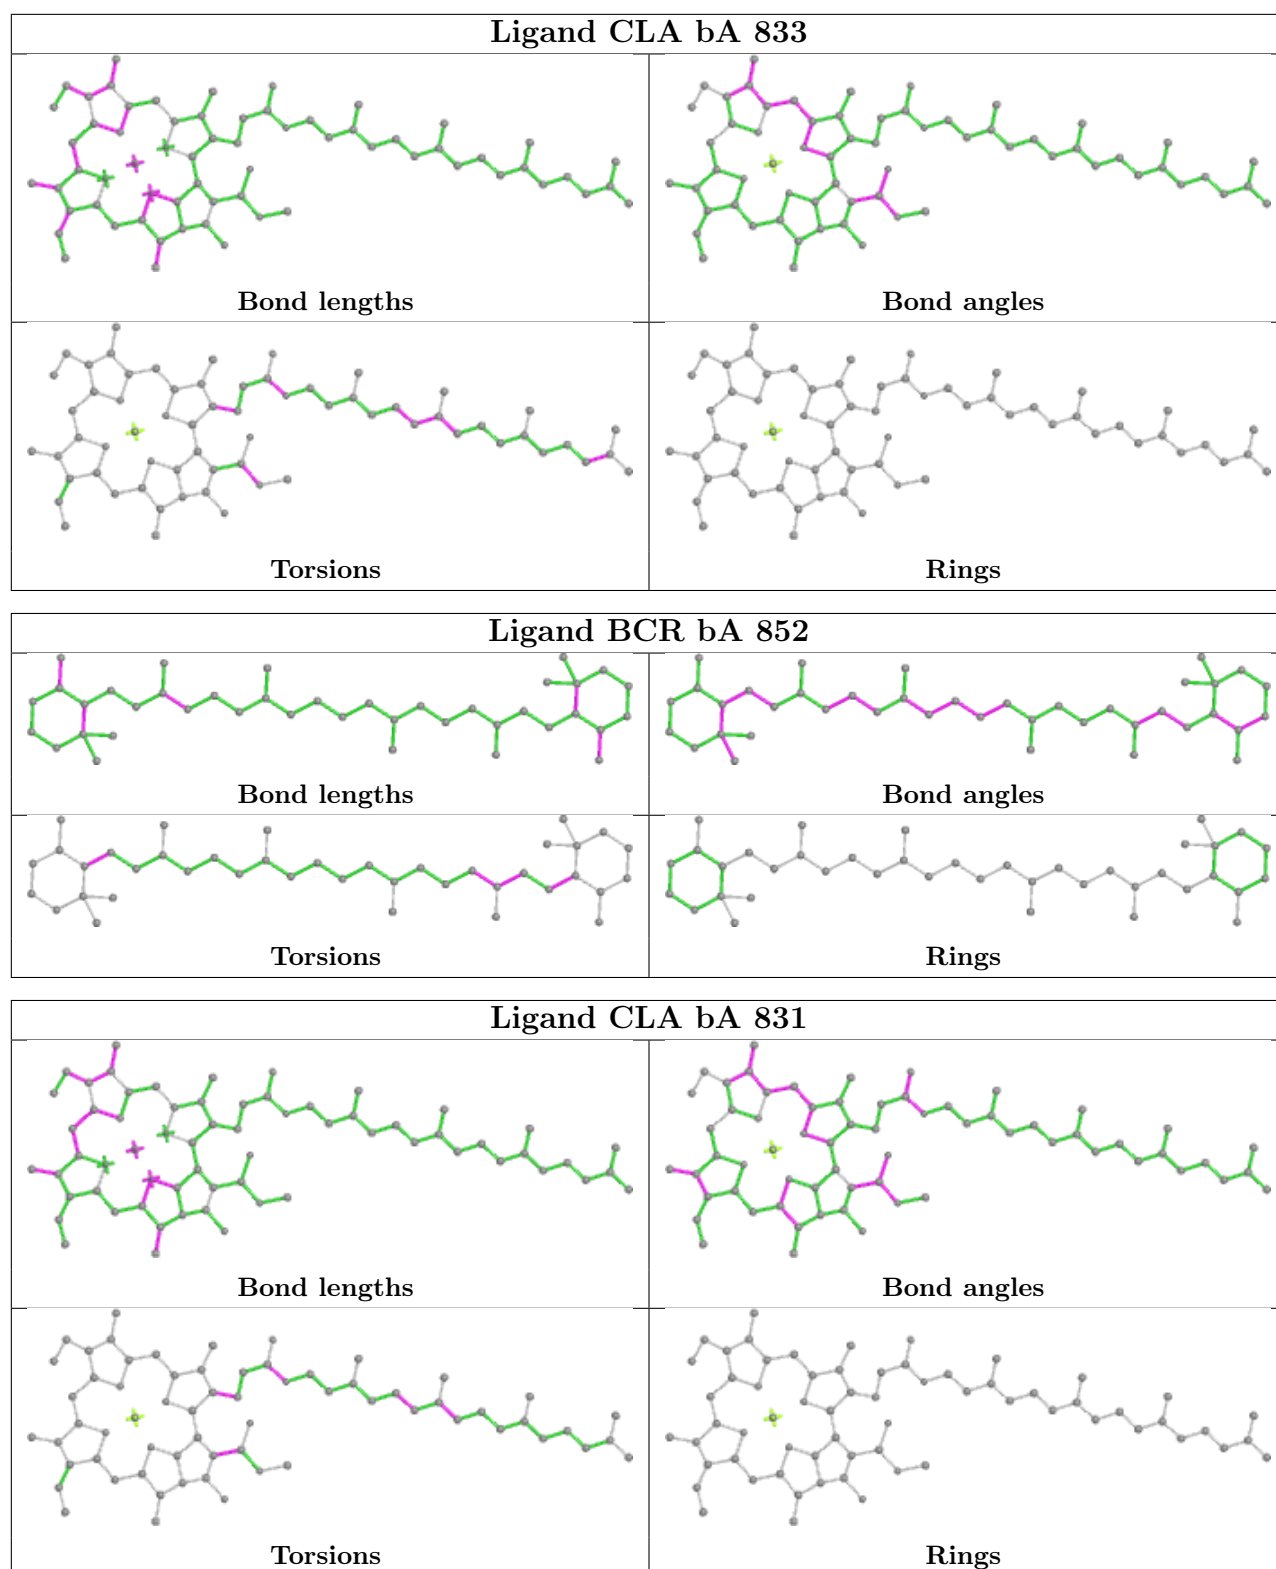 Ligand CLA bA 833
Bond lengths
Bond angles
Torsions
Rings
Ligand BCR bA 852
Bond lengths
Bond angles
Torsions
Rings
Ligand CLA bA 831
Bond lengths
Bond angles
Torsions
Rings